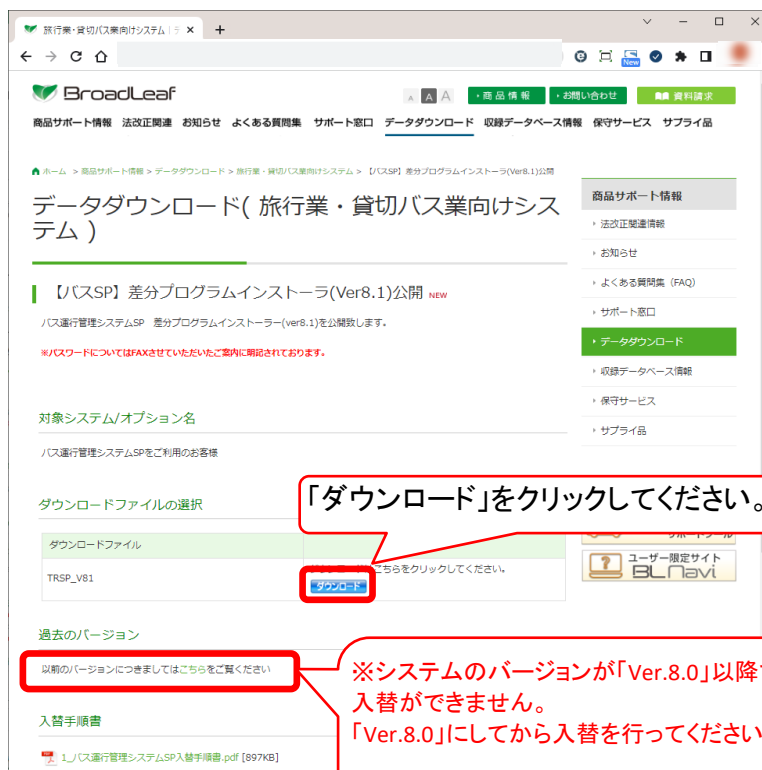 旅行業・貸切バス業向けシステム | デ
New
BroadLeaf
A A A ・商品情報 ・お問い合わせ 資料請求
商品サポート情報 法改正関連 お知らせ よくある質問集 サポート窓口 データダウンロード 収録データベース情報 保守サービス サプライ品
ホーム > 商品サポート情報 > データダウンロード > 旅行業・貸切バス業向けシステム > 【バスSP】差分プログラムインストーラ(Ver8.1)公開
データダウンロード( 旅行業・貸切バス業向けシス
テム )
【バスSP】差分プログラムインストーラ(Ver8.1)公開 NEW
バス運行管理システムSP 差分プログラムインストーラー(ver8.1)を公開致します。
※パスワードについてはFAXさせていただいたご案内に明記されております。
対象システム/オプション名
バス運行管理システムSPをご利用のお客様
ダウンロードファイルの選択
「ダウンロード」をクリックしてください。
ダウンロードファイル
TRSP_V81
こちらをクリックしてください。
ダウンロード
過去のバージョン
以前のバージョンにつきましてはこちらをご覧ください
※システムのバージョンが「Ver.8.0」以降
入替ができません。
「Ver.8.0」にしてから入替を行ってください
入替手順書
1_バス運行管理システムSP入替手順書.pdf [897KB]
商品サポート情報
法改正関連情報
お知らせ
よくある質問集（FAQ）
サポート窓口
データダウンロード
収録データベース情報
保守サービス
サプライ品
サポートツール
ユーザー限定サイト
BLNavi